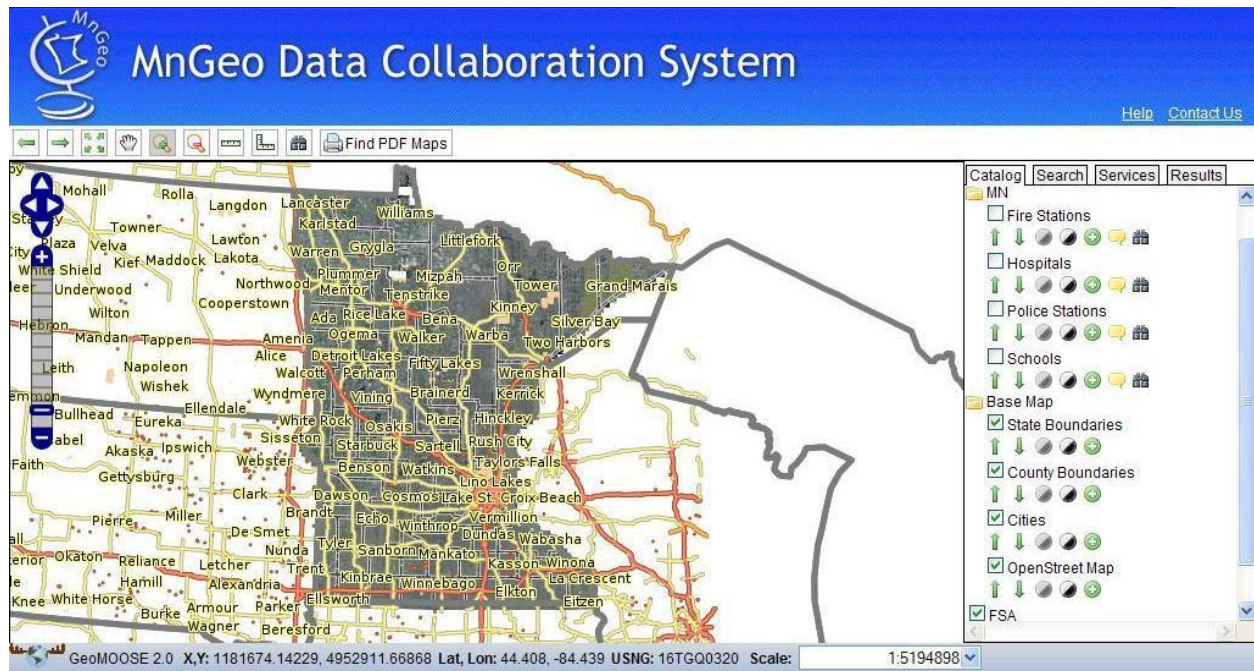 MnGeo
MnGeo Data Collaboration System
Help Contact Us
Find PDF Maps
Catalog Search Services Results
MN
Fire Stations
Hospitals
Police Stations
Schools
Base Map
State Boundaries
County Boundaries
Cities
OpenStreet Map
FSA
Mohall Rolla Langdon Lancaster Williams
Karlstad
Towner Littlefork
Plaza Velva Lawton Warren Grygla
Kief Maddock Lakota Orr
White Shield Plummer Mizpah
Underwood Northwood Mentor Tenstrike Tower Grand Marais
Cooperstown Kinney
Wilton Ada Rice Lake Bena Silver Bay
Hebron Ogema Walker Warba
Mandan Tappen Amenia Two Harbors
Alice Detroit Lakes Fifty Lakes
Leith Napoleon Walcott Perham Wrenshall
Wishek Wyndmere Vining Brainerd Kerrick
Bullhead Ellendale White Rock Pierz Hinckley
Eureka Osakis
Sisseton Starbuck Sartell Rush City
Akaska Ipswich
Faith Webster Benson Watkins Taylors Falls
Gettysburg Lino Lakes
Clark Dawson Cosmos Lake St. Croix Beach
Brandt
Pierre Miller Echo Winthrop Vermillion
De Smet Dundas Wabasha
Nunda Tyler Sanborn Mankato
Okaton Reliance Letcher Trent Kasson Winona
Hamill Alexandria Kinbrae Winnebago La Crescent
Knee White Horse Ellsworth Elkton
Burke Armour Parker Eitzen
Wagner Beresford
GeoMOOSE 2.0 X,Y: 1181674.14229, 4952911.66868 Lat, Lon: 44.408, -84.439 USNG: 16TGQ0320 Scale: 1:5194898